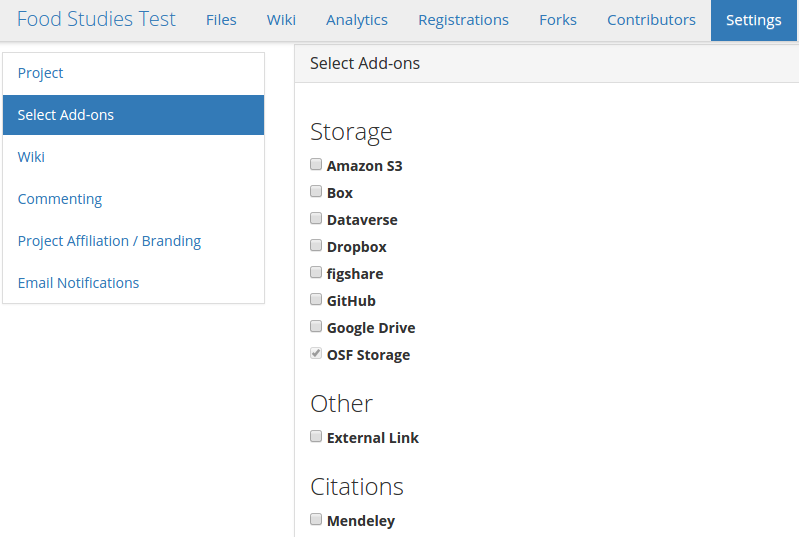 Food Studies Test Files Wiki Analytics Registrations Forks Contributors Settings
Project
Select Add-ons
Wiki
Commenting
Project Affiliation / Branding
Email Notifications
Select Add-ons
Storage
Amazon S3
Box
Dataverse
Dropbox
figshare
GitHub
Google Drive
OSF Storage
Other
External Link
Citations
Mendeley